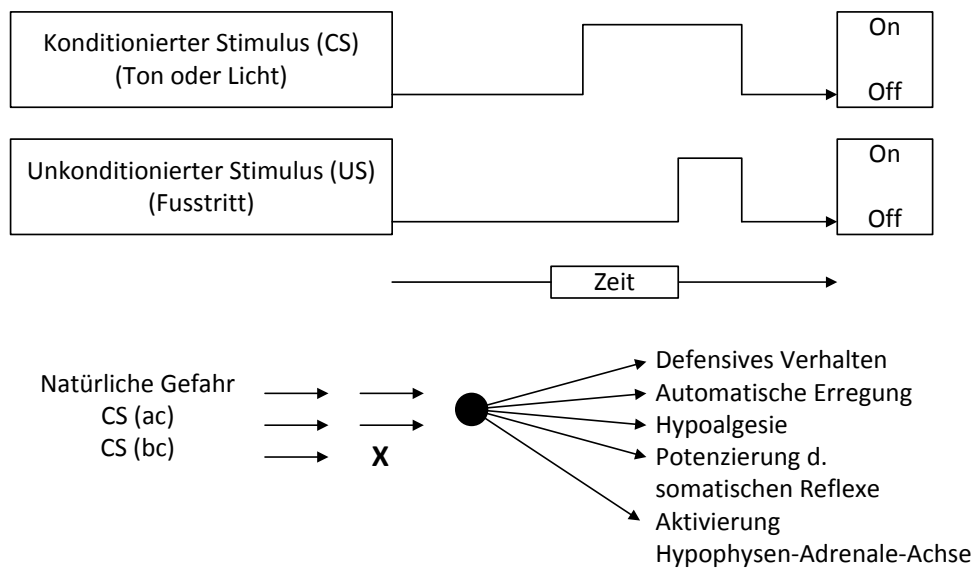 Konditionierter Stimulus (CS)
(Ton oder Licht)
On
Off
Unkonditionierter Stimulus (US)
(Fusstritt)
On
Off
Zeit
Natürliche Gefahr
CS (ac)
CS (bc)
X
Defensives Verhalten
Automatische Erregung
Hypoalgesie
Potenzierung d.
somatischen Reflexe
Aktivierung
Hypophysen-Adrenale-Achse